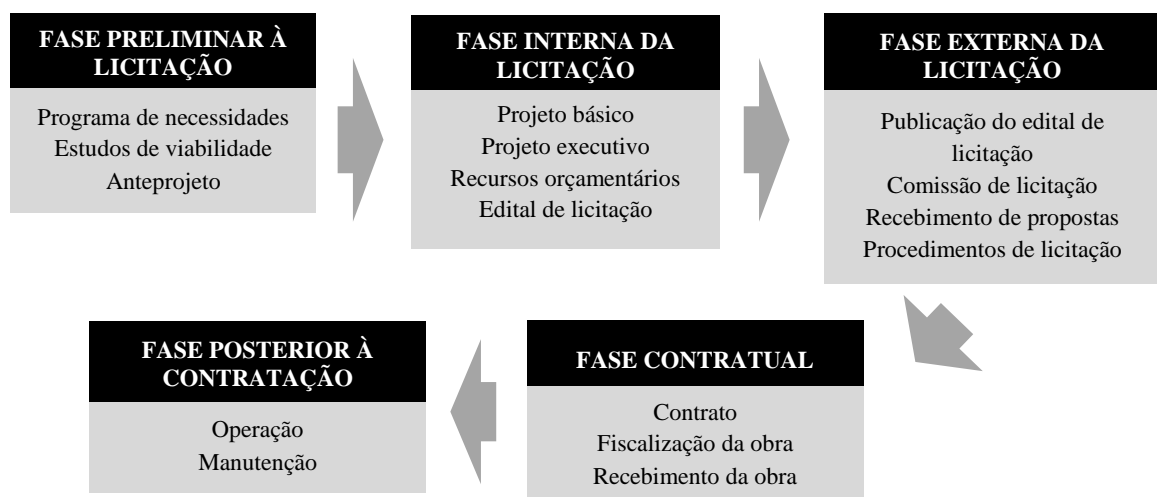 FASE PRELIMINAR À
LICITAÇÃO
Programa de necessidades
Estudos de viabilidade
Anteprojeto
FASE INTERNA DA
LICITAÇÃO
Projeto básico
Projeto executivo
Recursos orçamentários
Edital de licitação
FASE EXTERNA DA
LICITAÇÃO
Publicação do edital de
licitação
Comissão de licitação
Recebimento de propostas
Procedimentos de licitação
FASE CONTRATUAL
Contrato
Fiscalização da obra
Recebimento da obra
FASE POSTERIOR À
CONTRATAÇÃO
Operação
Manutenção